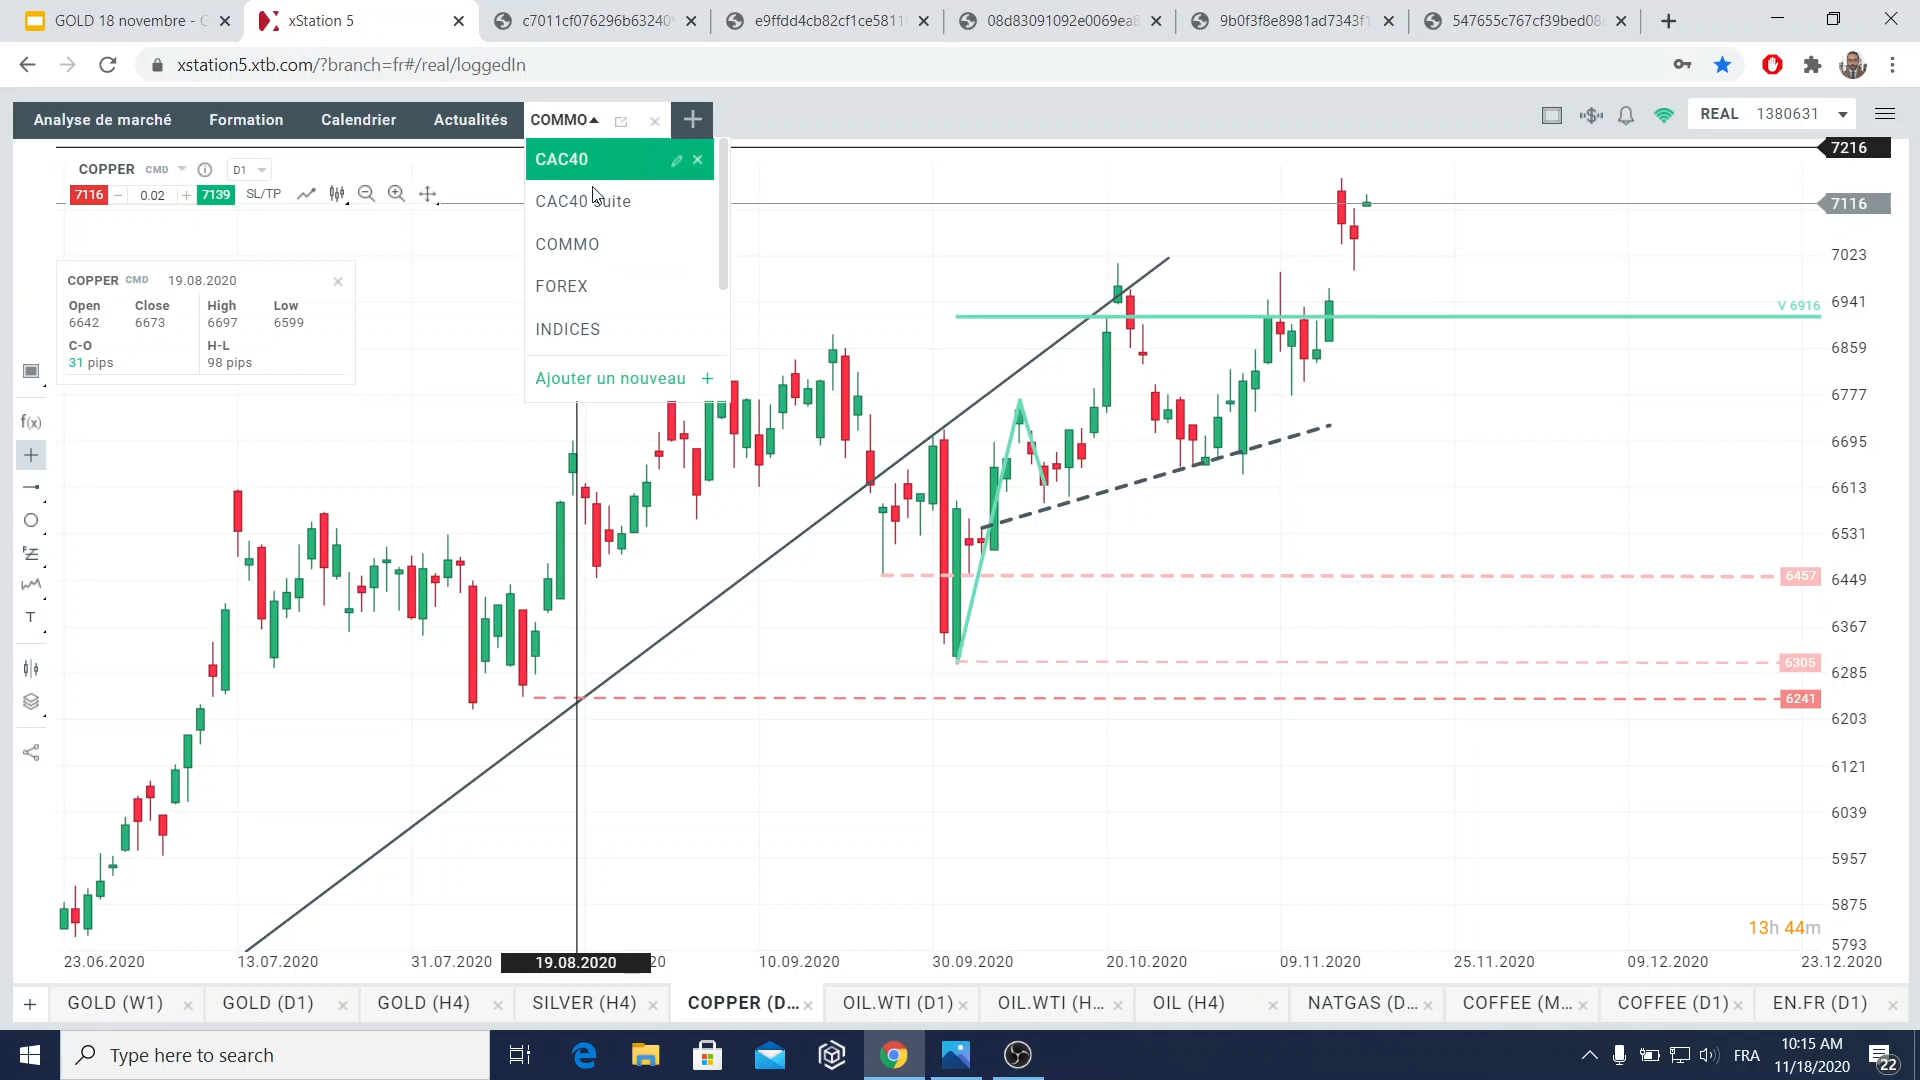 GOLD 18 novembre - G
xStation 5
c7011cf076296b632409
e9ffdd4cb82cf1ce5811
08d83091092e0069ea8
9b0f3f8e8981ad7343f1
547655c767cf39bed08
xstation5.xtb.com/?branch=fr#/real/loggedIn
Analyse de marché
Formation
Calendrier
Actualités
COMMO
REAL 1380631
COPPER CMD
D1
7116
0.02
7139
SL/TP
CAC40
CAC40 suite
COMMO
FOREX
INDICES
Ajouter un nouveau +
COPPER CMD 19.08.2020
Open Close High Low
6642 6673 6697 6599
C-O H-L
31 pips 98 pips
f(x)
T
7216
7116
7023
V 6916
6941
6859
6777
6695
6613
6531
6457
6449
6367
6305
6285
6241
6203
6121
6039
5957
5875
13h 44m
5793
23.06.2020
13.07.2020
31.07.2020
19.08.2020
20
10.09.2020
30.09.2020
20.10.2020
09.11.2020
25.11.2020
09.12.2020
23.12.2020
+ GOLD (W1)
GOLD (D1)
GOLD (H4)
SILVER (H4)
COPPER (D...
OIL.WTI (D1)
OIL.WTI (H...
OIL (H4)
NATGAS (D...
COFFEE (M...
COFFEE (D1)
EN.FR (D1)
Type here to search
FRA
10:15 AM
11/18/2020
22